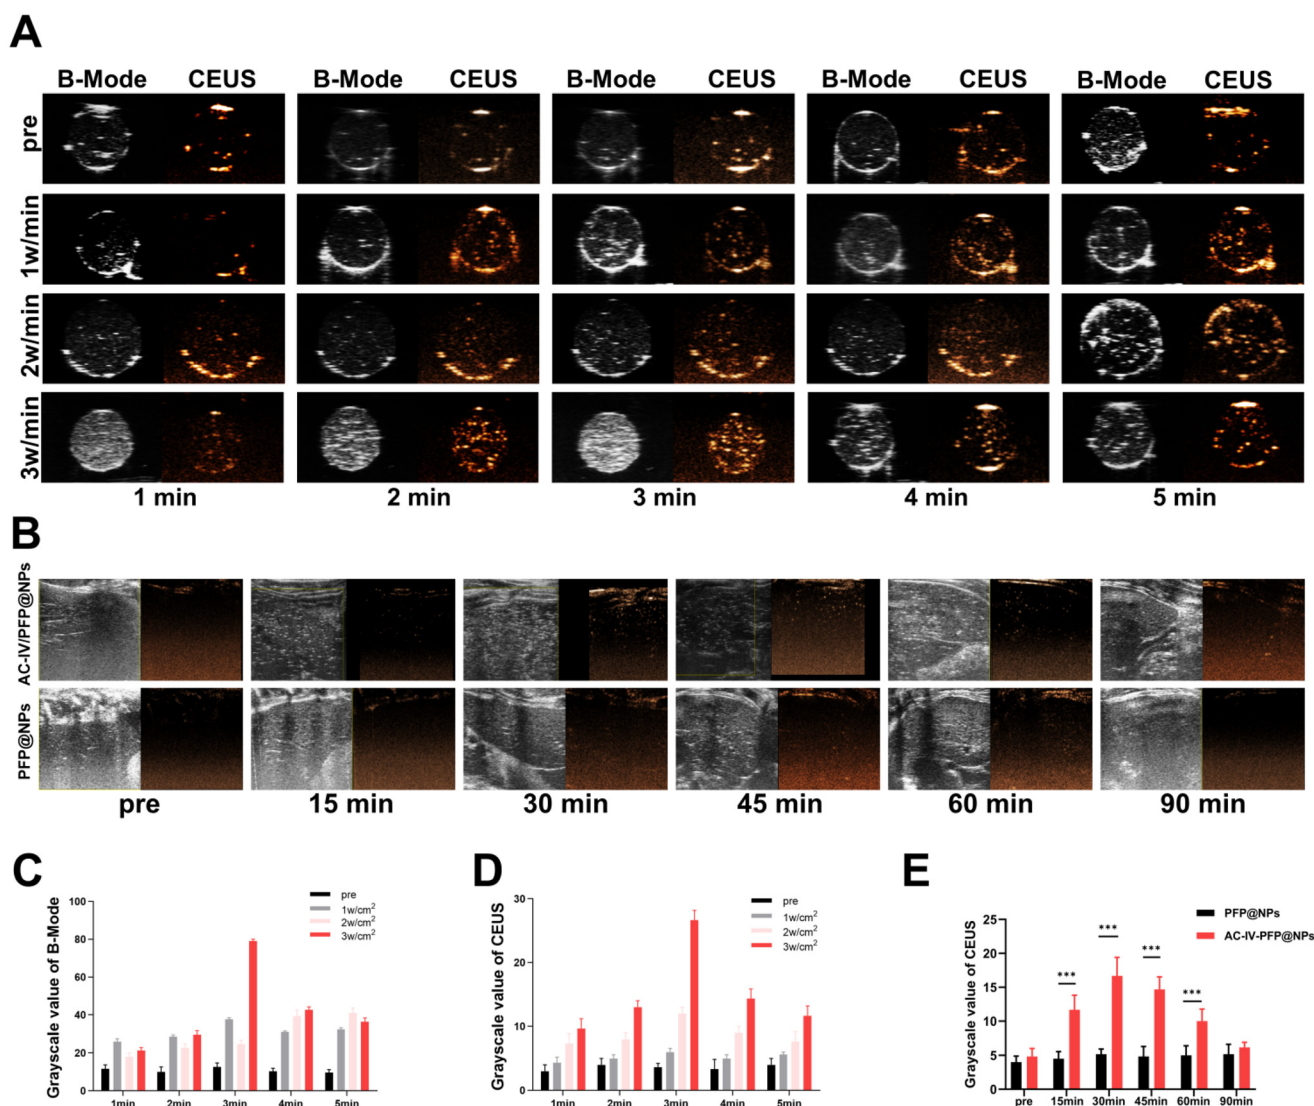 A
B-Mode CEUS B-Mode CEUS B-Mode CEUS B-Mode CEUS B-Mode CEUS
pre
1w/min
2w/min
3w/min
1 min 2 min 3 min 4 min 5 min
B
AC-IV/PFP@NPs
PFP@NPs
pre 15 min 30 min 45 min 60 min 90 min
C
Grayscale value of B-Mode
100
80
60
40
20
0
pre
1w/cm²
2w/cm²
3w/cm²
1min 2min 3min 4min 5min
D
Grayscale value of CEUS
30
20
10
0
pre
1w/cm²
2w/cm²
3w/cm²
1min 2min 3min 4min 5min
E
Grayscale value of CEUS
25
20
15
10
5
0
PFP@NPs
AC-IV-PFP@NPs
*** *** *** ***
pre 15min 30min 45min 60min 90min